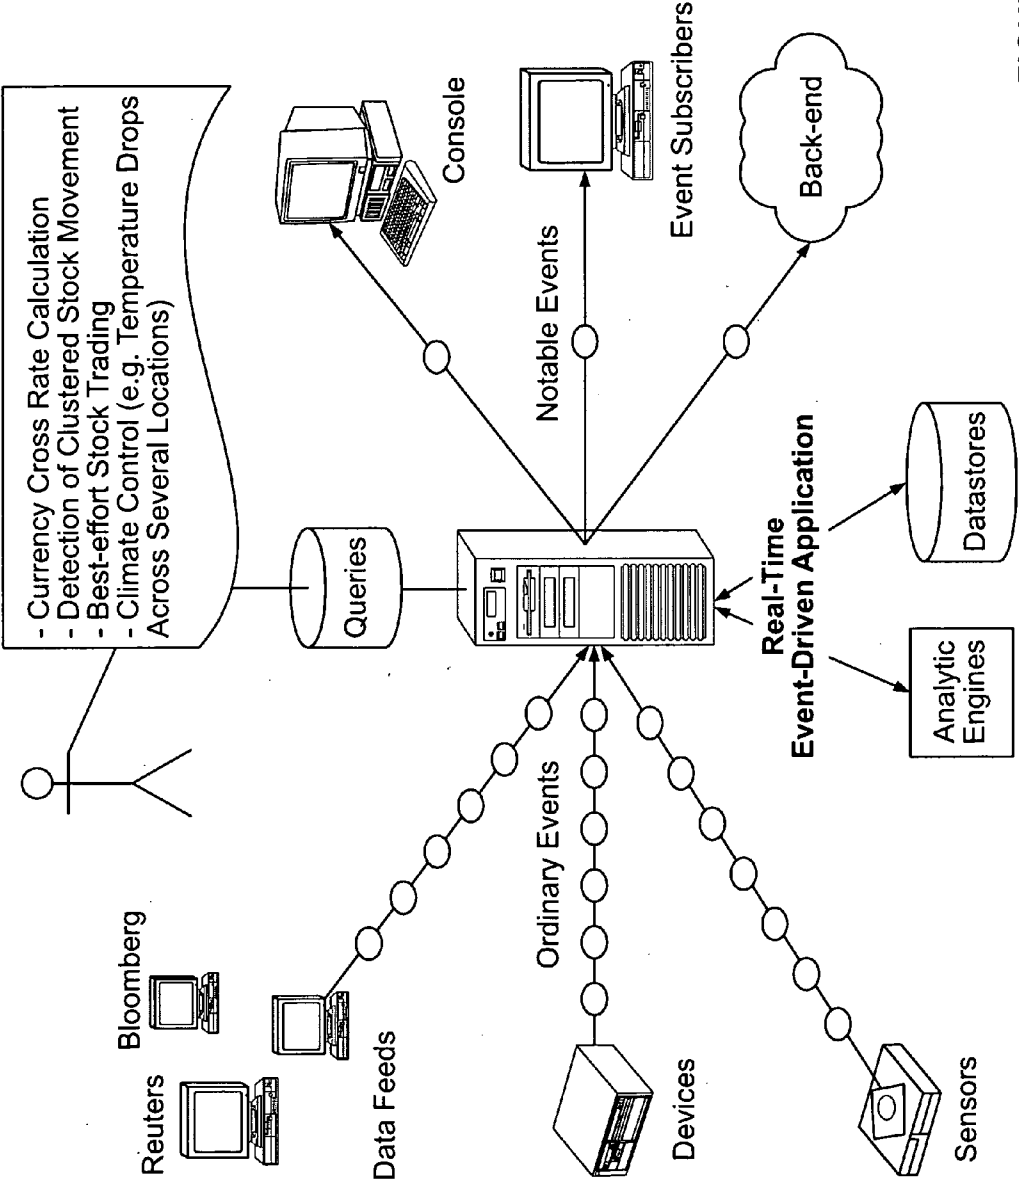 - Currency Cross Rate Calculation
- Detection of Clustered Stock Movement
- Best-effort Stock Trading
- Climate Control (e.g. Temperature Drops
Across Several Locations)
Reuters
Bloomberg
Data Feeds
Queries
Console
Ordinary Events
Notable Events
Devices
Event Subscribers
Real-Time
Event-Driven Application
Back-end
Sensors
Analytic
Engines
Datastores